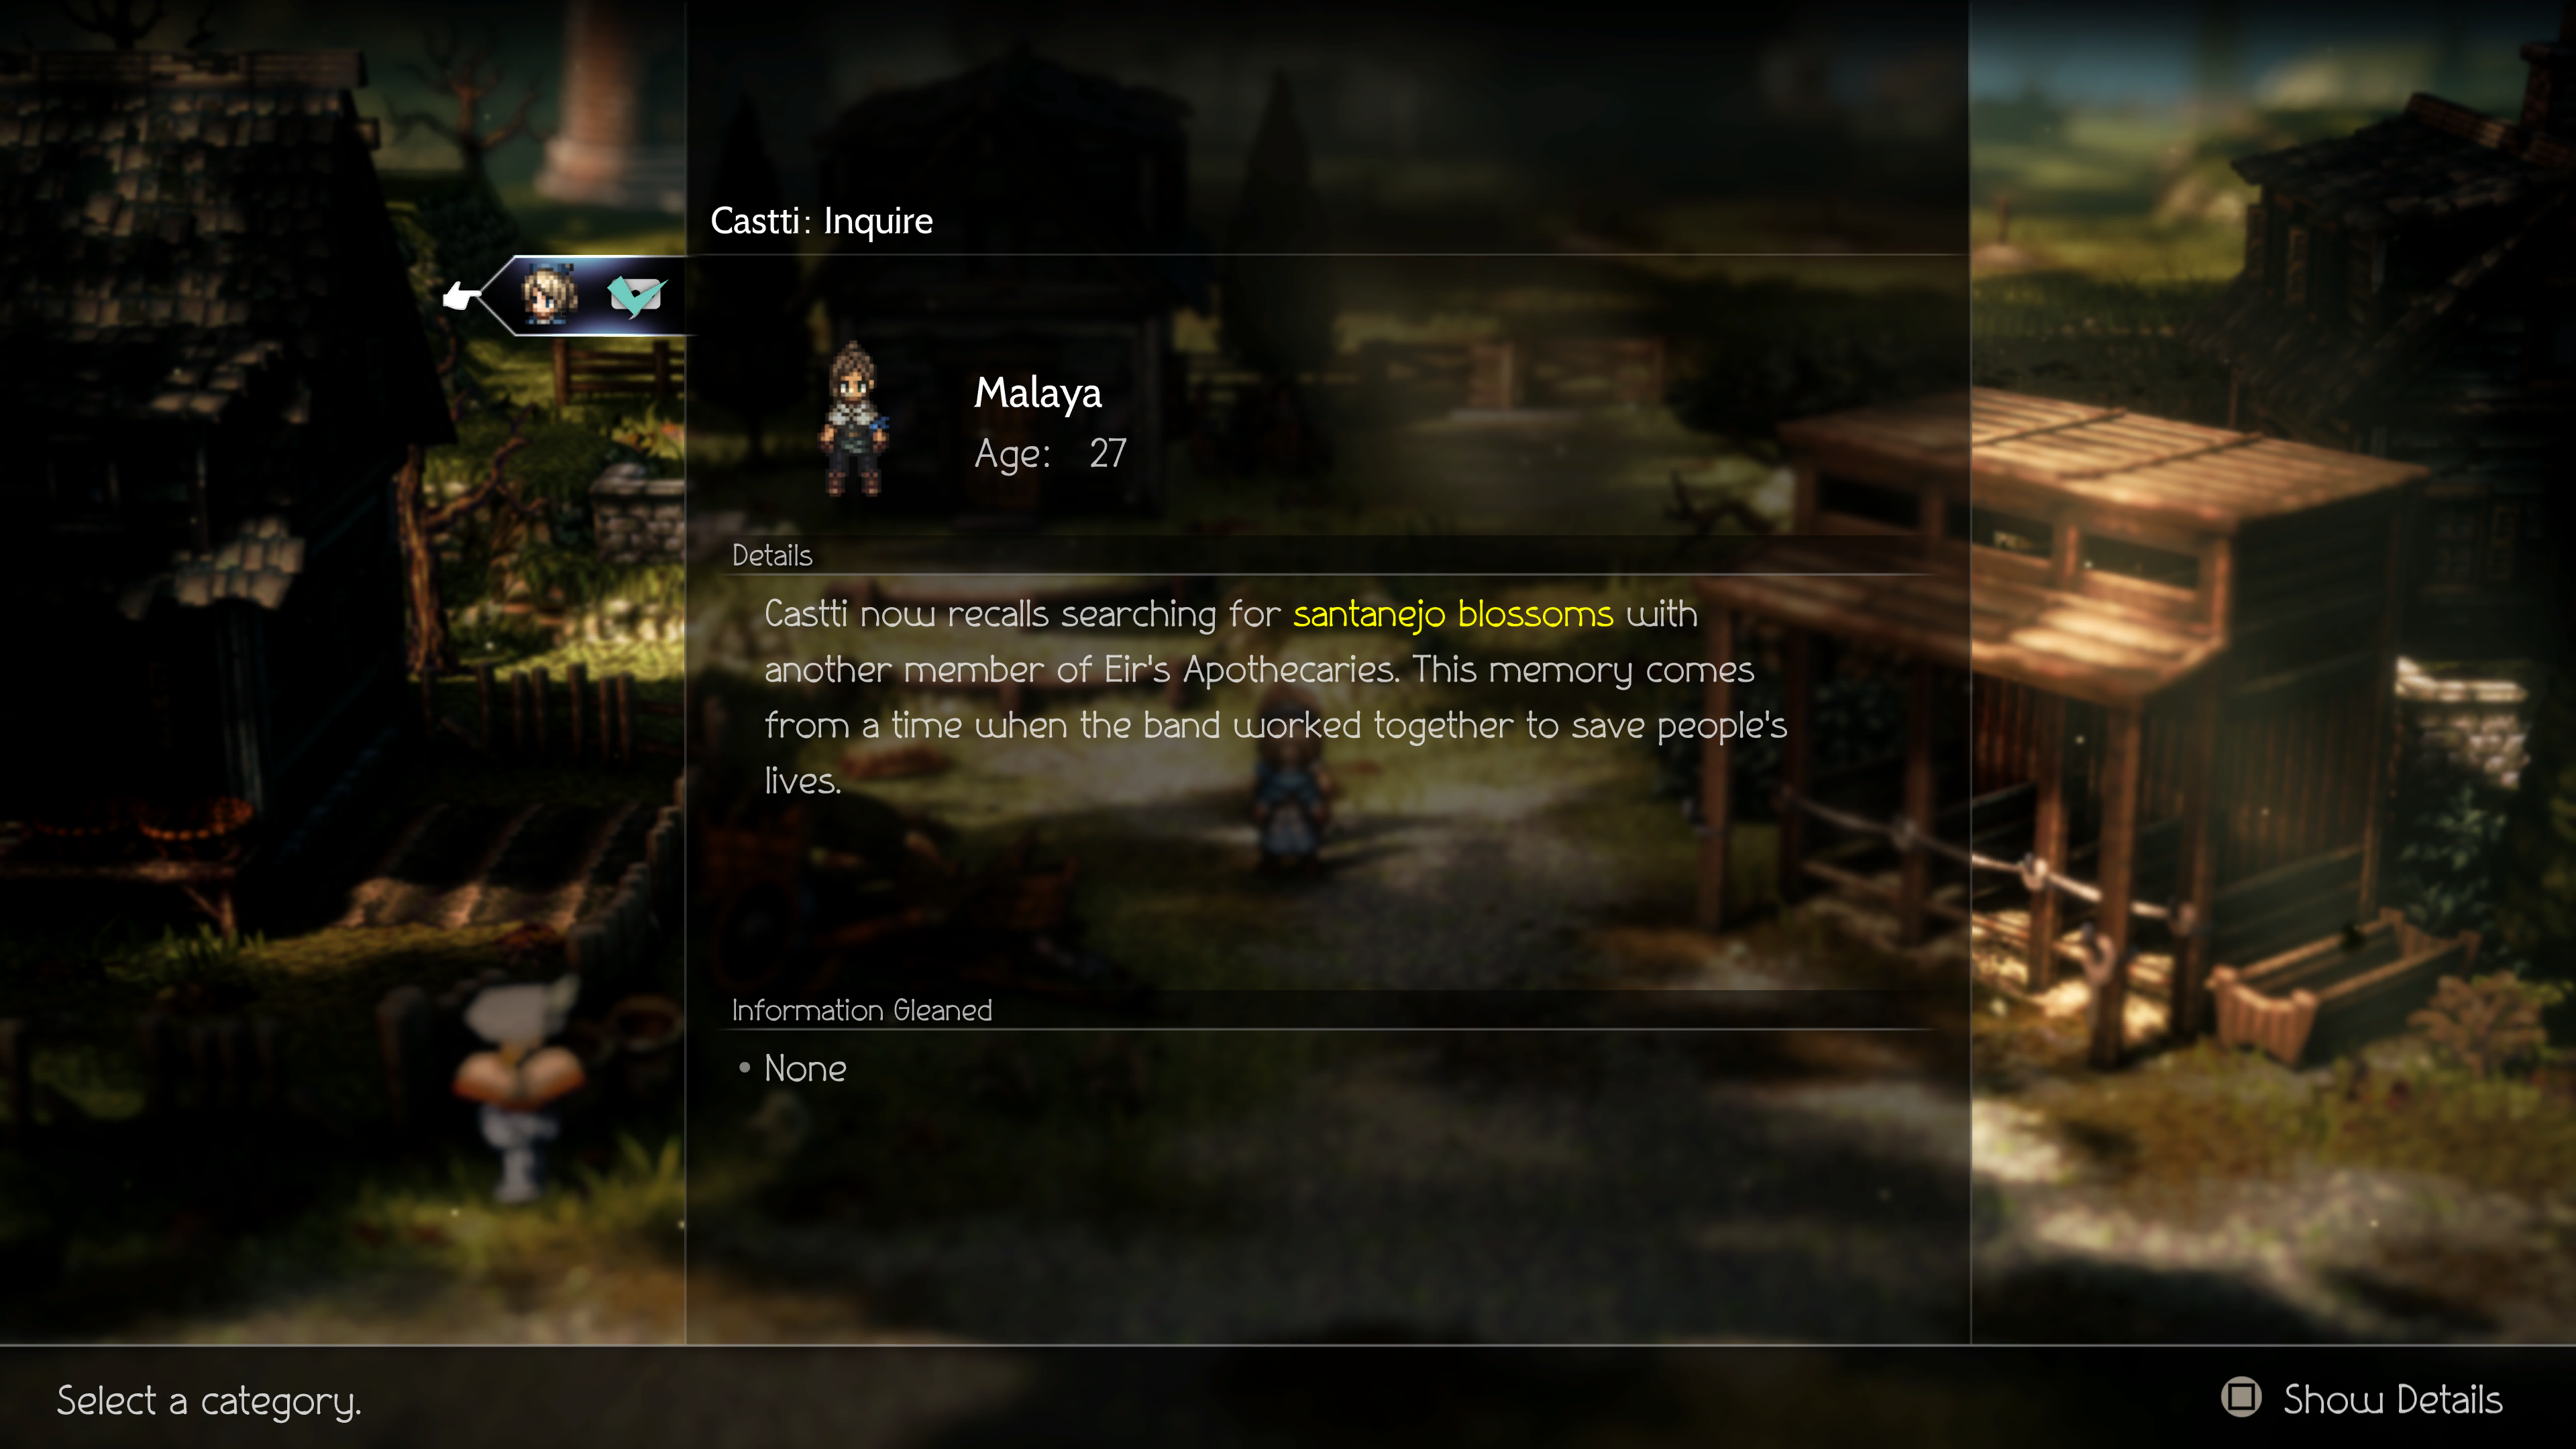 Castti: Inquire
Malaya
Age: 27
Details
Castti now recalls searching for santanejo blossoms with
another member of Eir's Apothecaries. This memory comes
from a time when the band worked together to save people's
lives.
Information Gleaned
• None
Select a category.
Show Details